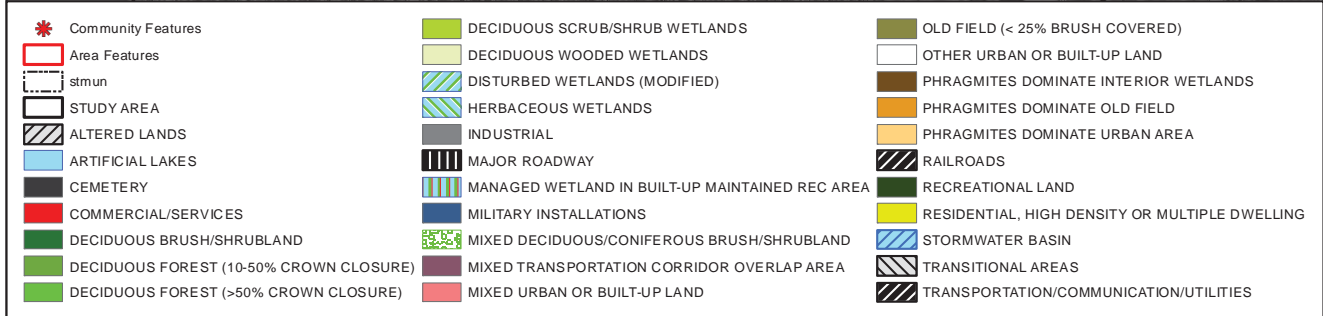 Community Features
Area Features
stmun
STUDY AREA
ALTERED LANDS
ARTIFICIAL LAKES
CEMETERY
COMMERCIAL/SERVICES
DECIDUOUS BRUSH/SHRUBLAND
DECIDUOUS FOREST (10-50% CROWN CLOSURE)
DECIDUOUS FOREST (>50% CROWN CLOSURE)
DECIDUOUS SCRUB/SHRUB WETLANDS
DECIDUOUS WOODED WETLANDS
DISTURBED WETLANDS (MODIFIED)
HERBACEOUS WETLANDS
INDUSTRIAL
MAJOR ROADWAY
MANAGED WETLAND IN BUILT-UP MAINTAINED REC AREA
MILITARY INSTALLATIONS
MIXED DECIDUOUS/CONIFEROUS BRUSH/SHRUBLAND
MIXED TRANSPORTATION CORRIDOR OVERLAP AREA
MIXED URBAN OR BUILT-UP LAND
OLD FIELD (< 25% BRUSH COVERED)
OTHER URBAN OR BUILT-UP LAND
PHRAGMITES DOMINATE INTERIOR WETLANDS
PHRAGMITES DOMINATE OLD FIELD
PHRAGMITES DOMINATE URBAN AREA
RAILROADS
RECREATIONAL LAND
RESIDENTIAL, HIGH DENSITY OR MULTIPLE DWELLING
STORMWATER BASIN
TRANSITIONAL AREAS
TRANSPORTATION/COMMUNICATION/UTILITIES